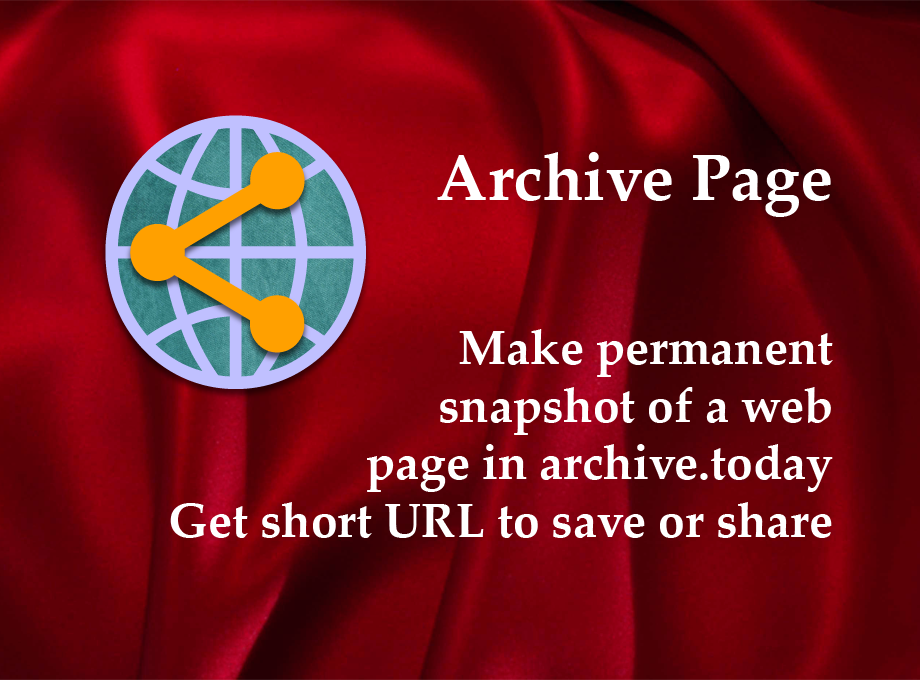 Archive Page
Make permanent
snapshot of a web
page in archive.today
Get short URL to save or share